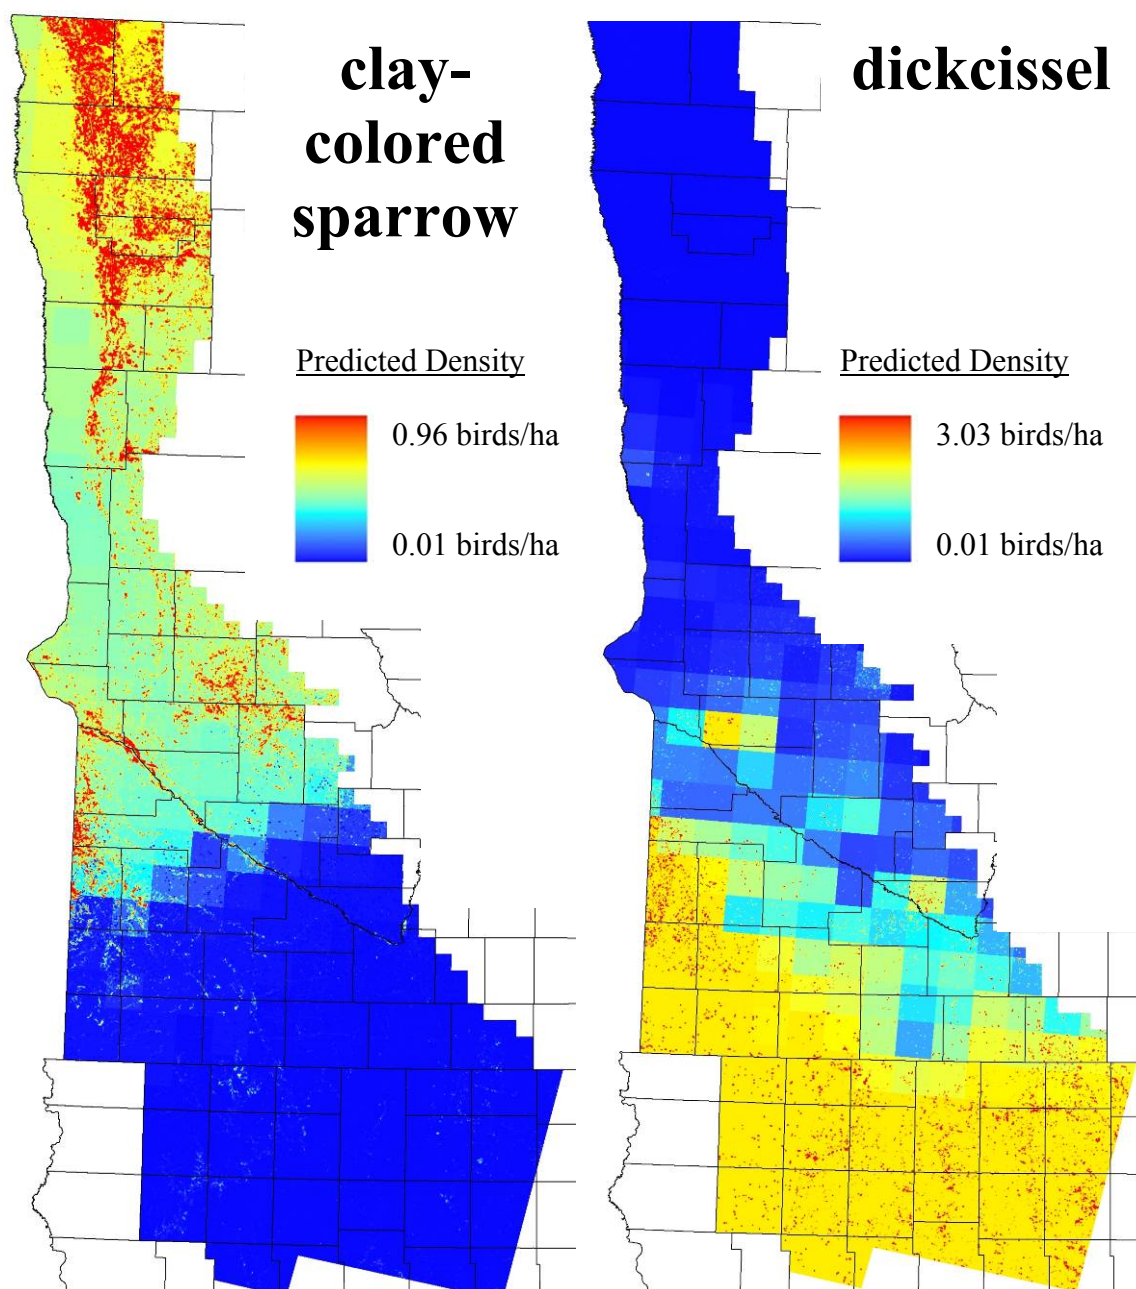 clay-
colored
sparrow
Predicted Density
0.96 birds/ha
0.01 birds/ha
dickcissel
Predicted Density
3.03 birds/ha
0.01 birds/ha